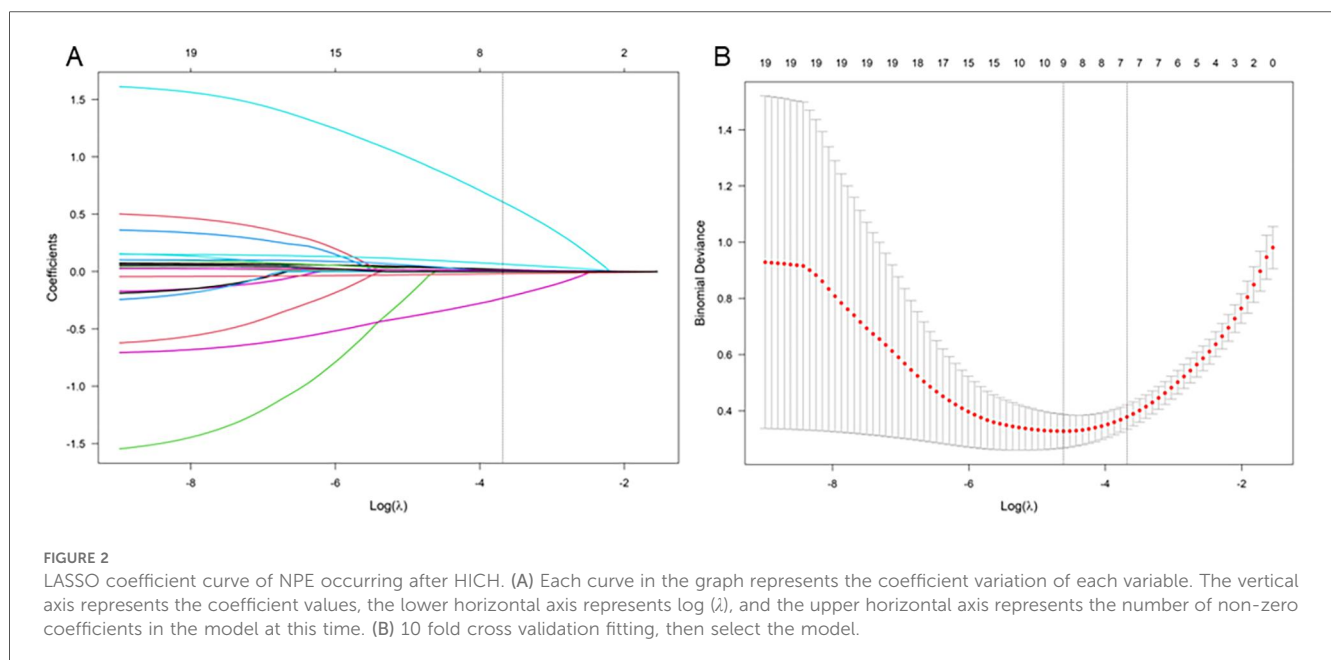 A
19 15 8 2
1.5
1.0
0.5
0.0
-0.5
-1.0
-1.5
Coefficients
-8 -6 -4 -2
Log(λ)
B
19 19 19 19 19 19 18 17 15 15 10 10 9 8 8 7 7 7 6 5 4 3 2 0
1.4
1.2
1.0
0.8
0.6
0.4
Binomial Deviance
-8 -6 -4 -2
Log(λ)
FIGURE 2
LASSO coefficient curve of NPE occurring after HICH. (A) Each curve in the graph represents the coefficient variation of each variable. The vertical
axis represents the coefficient values, the lower horizontal axis represents log (λ), and the upper horizontal axis represents the number of non-zero
coefficients in the model at this time. (B) 10 fold cross validation fitting, then select the model.